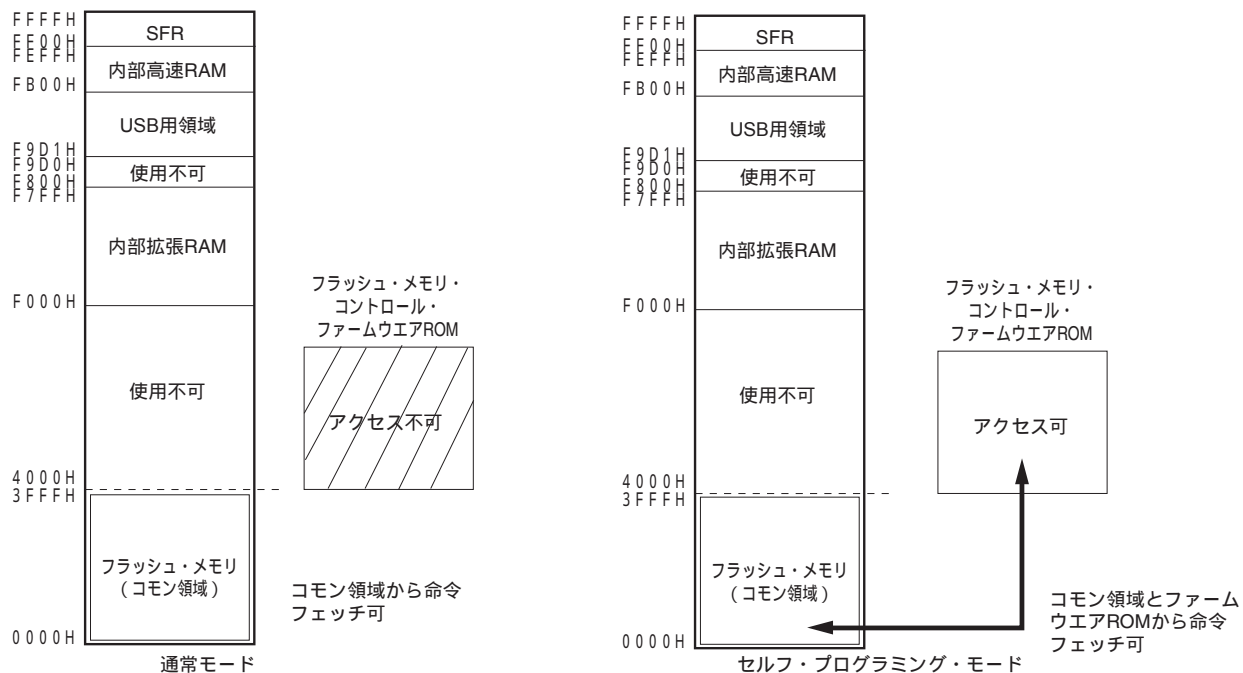 FFFFH
SFR
FF00H
FEFFH
内部高速RAM
FB00H
USB用領域
F9D1H
F9D0H
使用不可
F800H
F7FFH
内部拡張RAM
F000H
使用不可
4000H
3FFFH
フラッシュ・メモリ
(コモン領域)
0000H
通常モード
フラッシュ・メモリ・
コントロール・
ファームウエアROM
アクセス不可
コモン領域から命令
フェッチ可
FFFFH
SFR
FF00H
FEFFH
内部高速RAM
FB00H
USB用領域
F9D1H
F9D0H
使用不可
F800H
F7FFH
内部拡張RAM
F000H
使用不可
4000H
3FFFH
フラッシュ・メモリ
(コモン領域)
0000H
セルフ・プログラミング・モード
フラッシュ・メモリ・
コントロール・
ファームウエアROM
アクセス可
コモン領域とファーム
ウエアROMから命令
フェッチ可